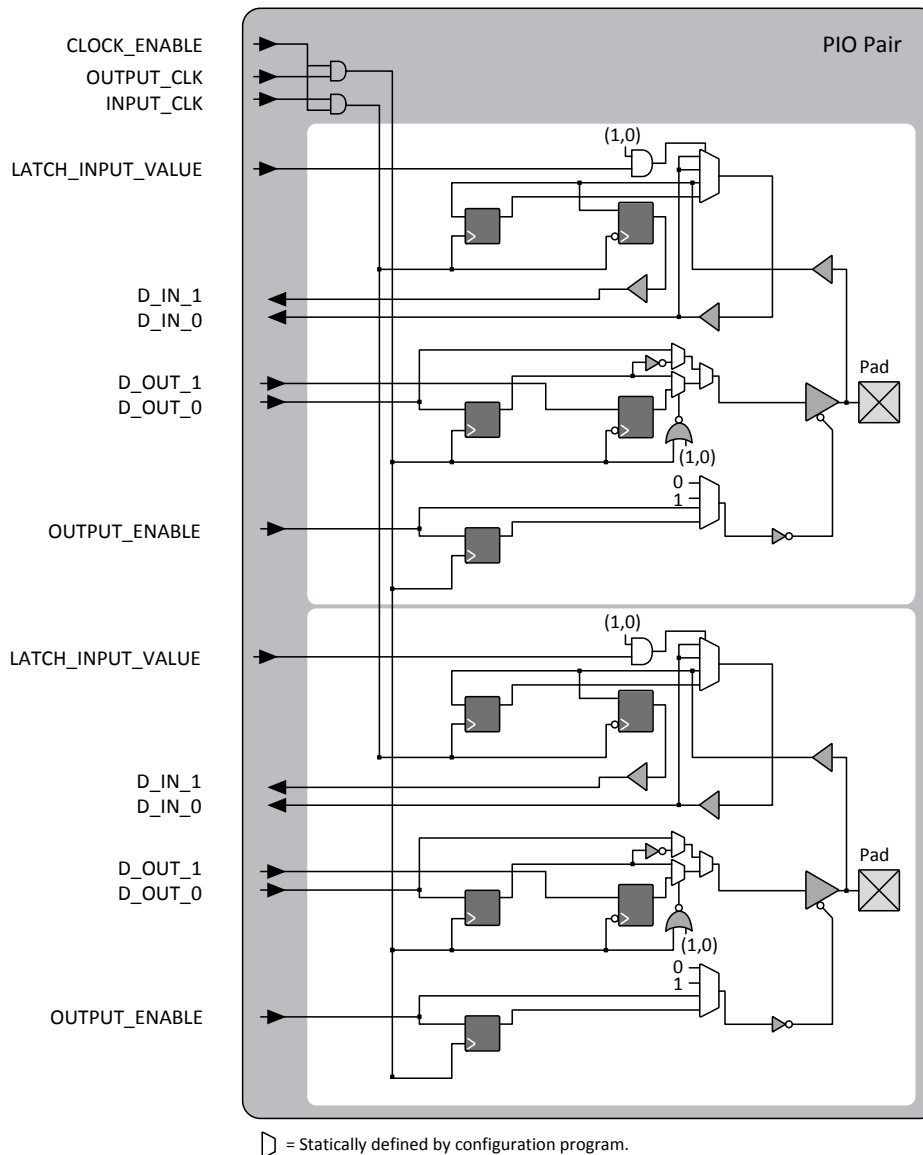 CLOCK_ENABLE
PIO Pair
OUTPUT_CLK
INPUT_CLK
(1,0)
LATCH_INPUT_VALUE
D_IN_1
D_IN_0
Pad
D_OUT_1
D_OUT_0
(1,0)
0
1
OUTPUT_ENABLE
(1,0)
LATCH_INPUT_VALUE
D_IN_1
D_IN_0
Pad
D_OUT_1
D_OUT_0
(1,0)
0
1
OUTPUT_ENABLE
= Statically defined by configuration program.